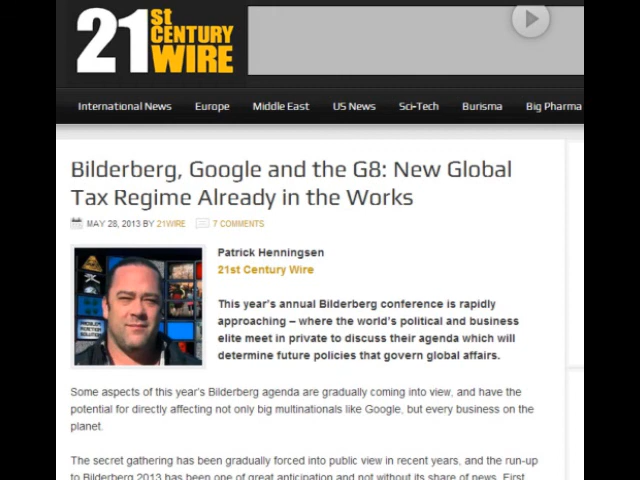 21st CENTURY WIRE
International News Europe Middle East US News Sci-Tech Burisma Big Pharma
Bilderberg, Google and the G8: New Global
Tax Regime Already in the Works
MAY 28, 2013 BY 21WIRE 7 COMMENTS
Patrick Henningsen
21st Century Wire
This year’s annual Bilderberg conference is rapidly
approaching – where the world’s political and business
elite meet in private to discuss their agenda which will
determine future policies that govern global affairs.
Some aspects of this year’s Bilderberg agenda are gradually coming into view, and have the
potential for directly affecting not only big multinationals like Google, but every business on the
planet.
The secret gathering has been gradually forced into public view in recent years, and the run-up
to Bilderberg 2013 has been one of great anticipation and not without its share of news. First